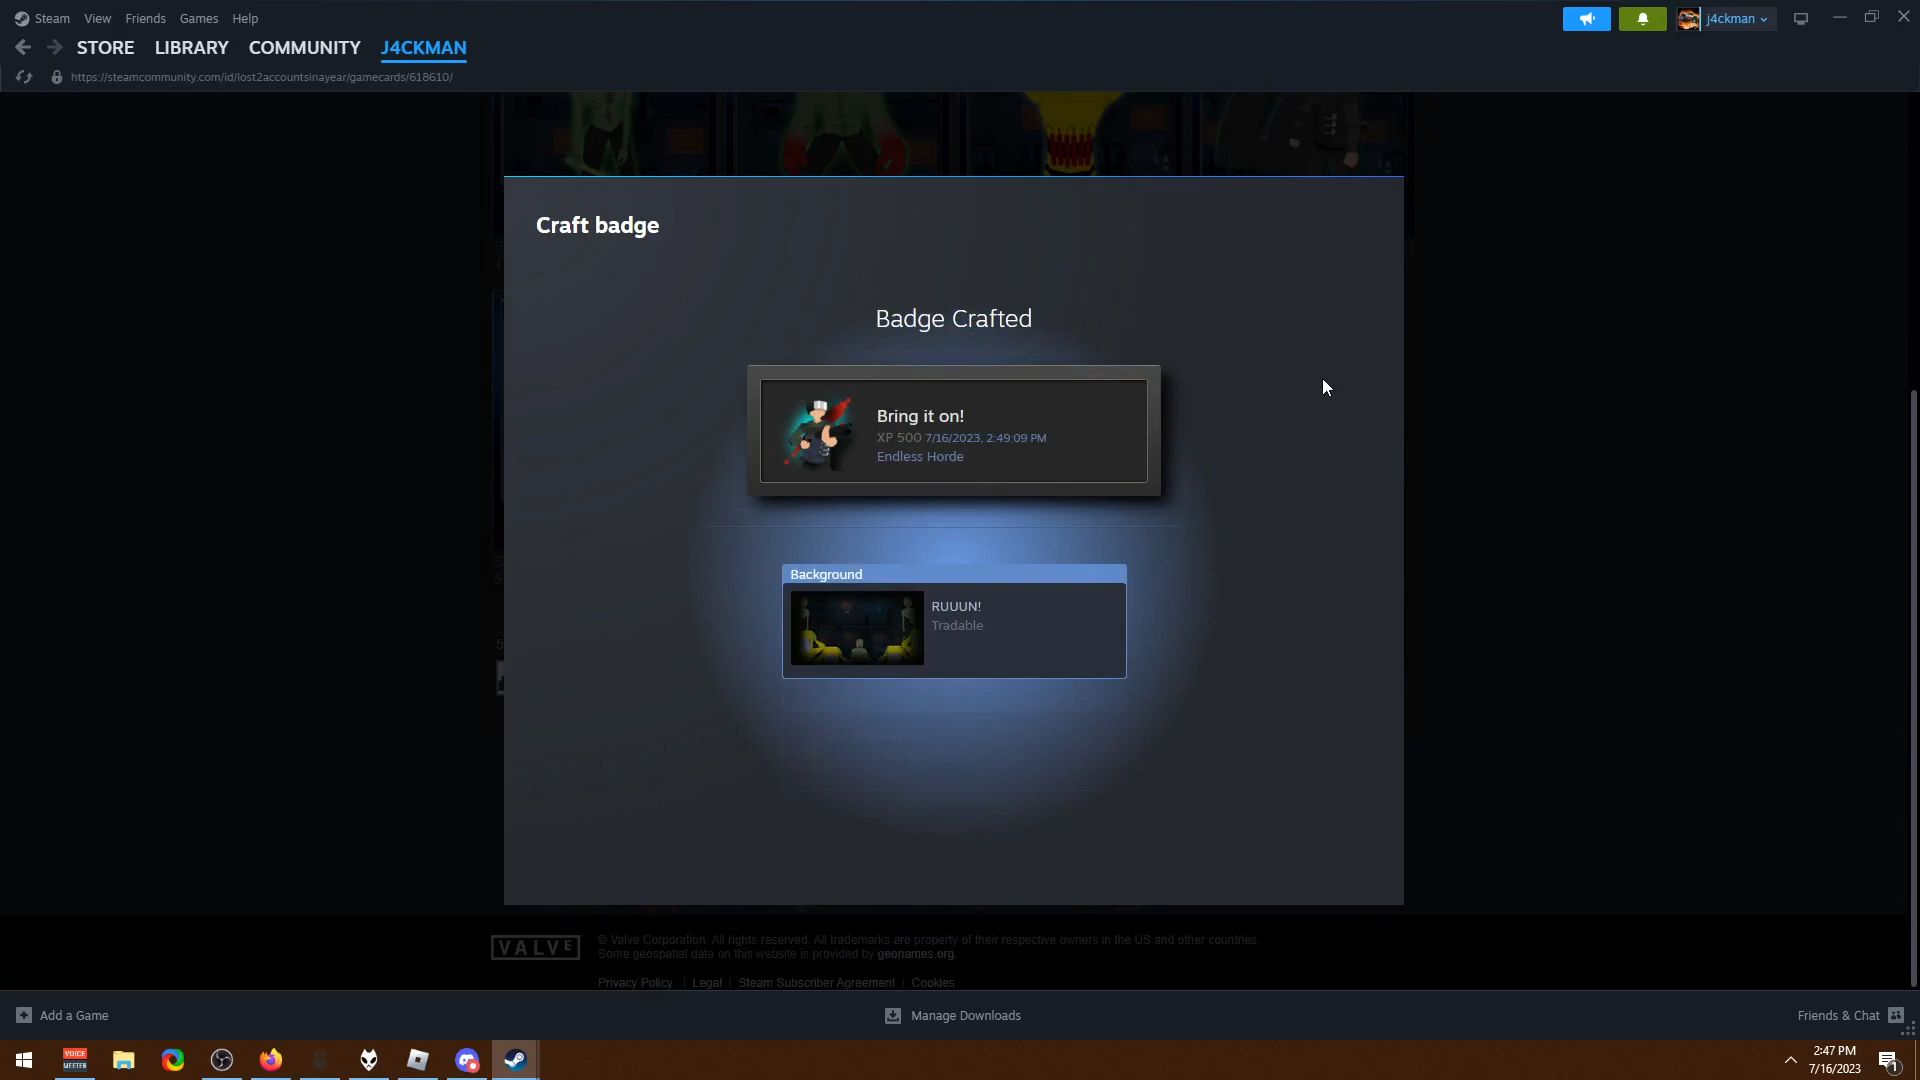 Steam View Friends Games Help
j4ckman
STORE LIBRARY COMMUNITY J4CKMAN
https://steamcommunity.com/id/lost2accountsinayear/gamecards/618610/
Craft badge
Badge Crafted
Bring it on!
XP 500 7/16/2023, 2:49:09 PM
Endless Horde
Background
RUUUN!
Tradable
VALVE
© Valve Corporation. All rights reserved. All trademarks are property of their respective owners in the US and other countries.
Some geospatial data on this website is provided by geonames.org.
Privacy Policy | Legal | Steam Subscriber Agreement | Cookies
Add a Game
Manage Downloads
Friends & Chat
VOICE
MEETER
2:47 PM
7/16/2023
1